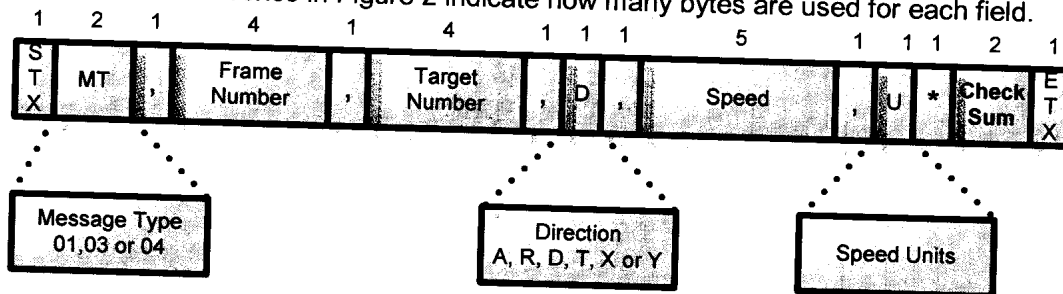 in Figure 2 indicate how many bytes are used for each field.
1 2 1 4 1 4 1 1 1 5 1 1 1 2 1
STX MT , Frame Number , Target Number , D , Speed , U * Check Sum ETX
Message Type
01,03 or 04
Direction
A, R, D, T, X or Y
Speed Units